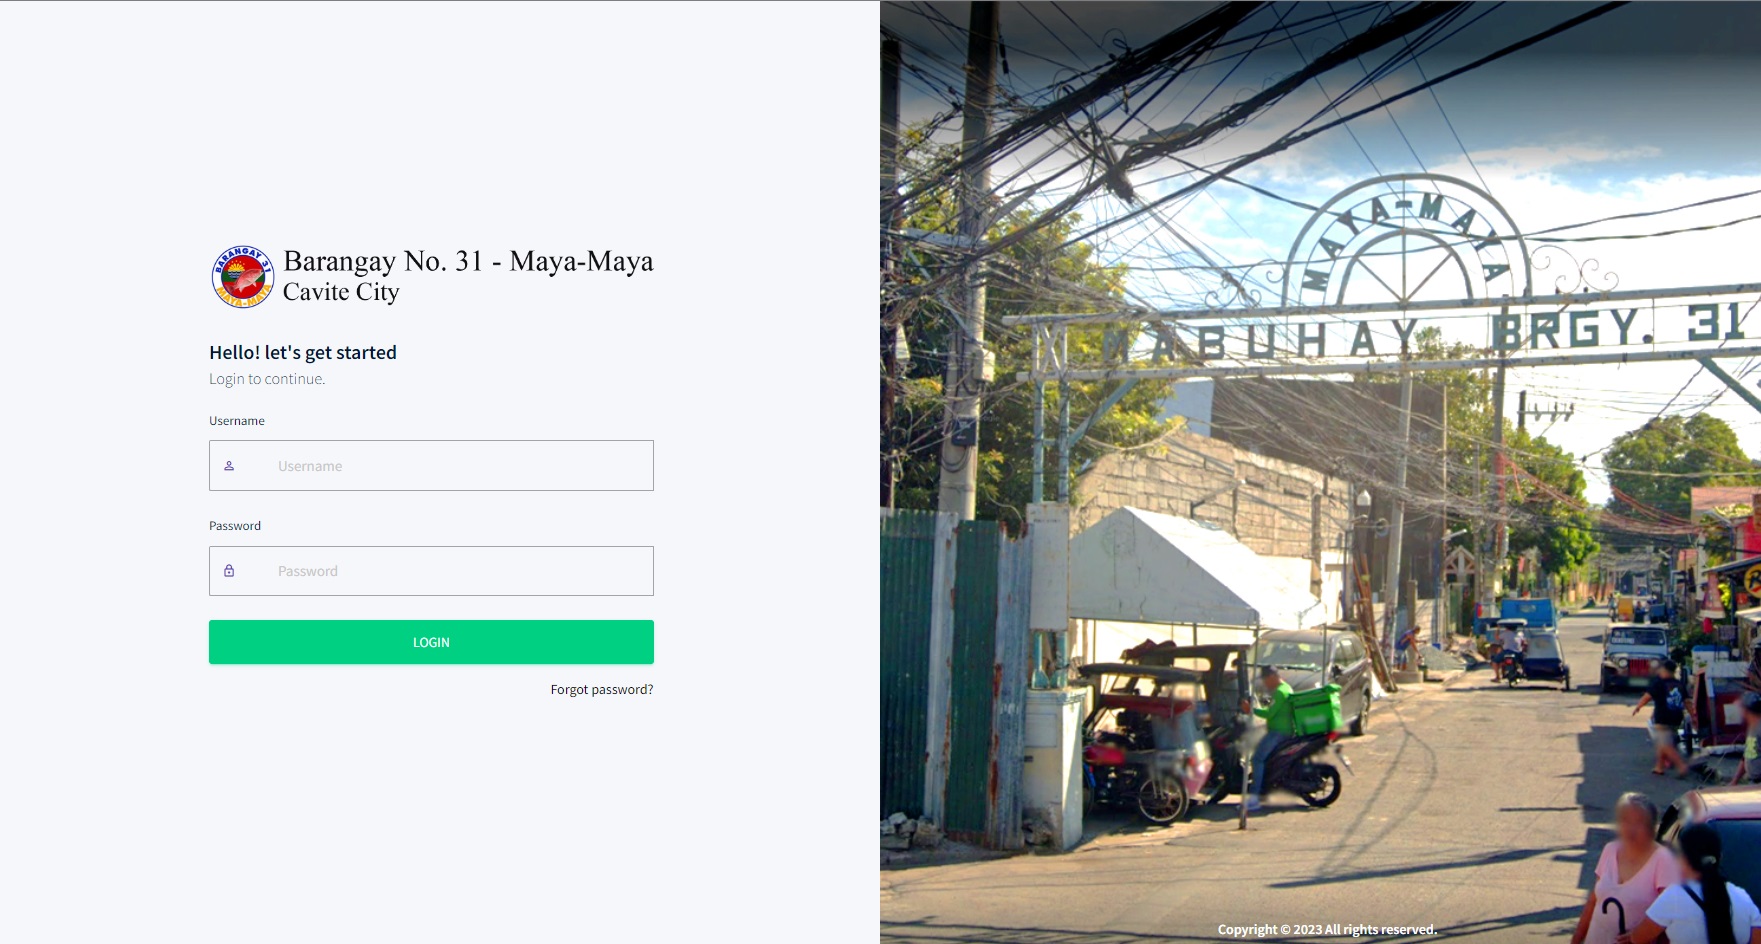 BARANGAY 31
MAYA-MAYA
Barangay No. 31 - Maya-Maya
Cavite City
Hello! let's get started
Login to continue.
Username
Username
Password
Password
LOGIN
Forgot password?
MAYA-MAYA
MABUHAY BRGY. 31
Copyright © 2023 All rights reserved.